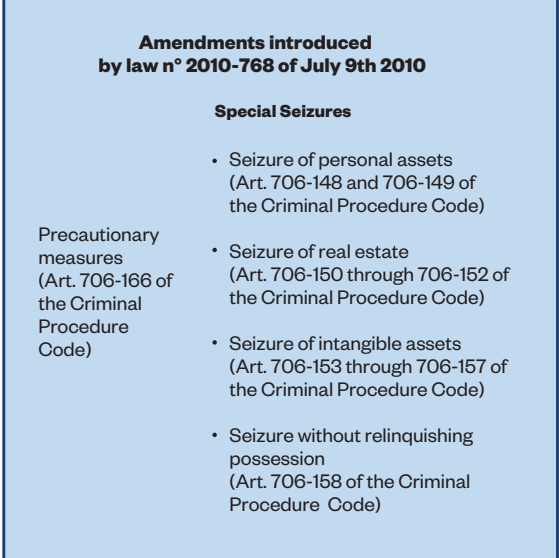 Amendments introduced
by law n° 2010-768 of July 9th 2010
Special Seizures
Precautionary
measures
(Art. 706-166 of
the Criminal
Procedure
Code)
• Seizure of personal assets
(Art. 706-148 and 706-149 of
the Criminal Procedure Code)
• Seizure of real estate
(Art. 706-150 through 706-152 of
the Criminal Procedure Code)
• Seizure of intangible assets
(Art. 706-153 through 706-157 of
the Criminal Procedure Code)
• Seizure without relinquishing
possession
(Art. 706-158 of the Criminal
Procedure Code)